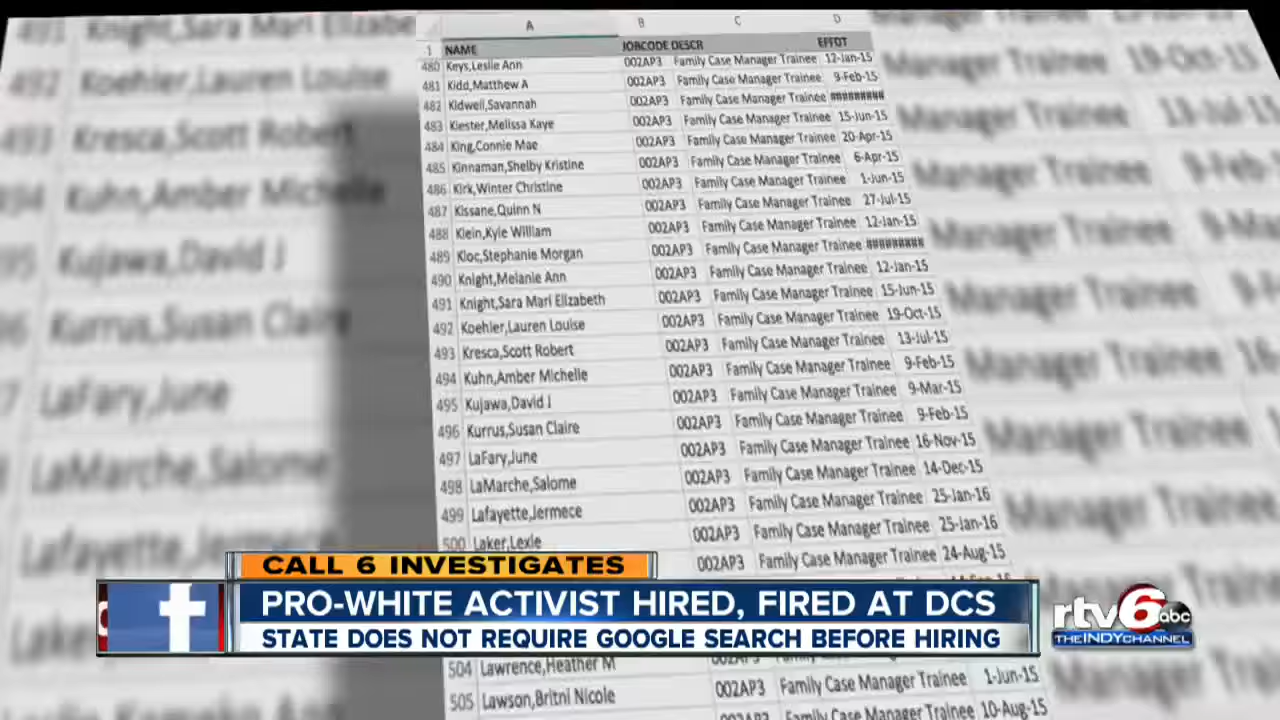 A B C D
1 NAME JOBCODE DESCR EFFDT
480 Keys,Leslie Ann 002AP3 Family Case Manager Trainee 12-Jan-15
481 Kidd,Matthew A 002AP3 Family Case Manager Trainee 9-Feb-15
482 Kidwell,Savannah 002AP3 Family Case Manager Trainee #########
483 Kiester,Melissa Kaye 002AP3 Family Case Manager Trainee 15-Jun-15
484 King,Connie Mae 002AP3 Family Case Manager Trainee 20-Apr-15
485 Kinnaman,Shelby Kristine 002AP3 Family Case Manager Trainee 6-Apr-15
486 Kirk,Winter Christine 002AP3 Family Case Manager Trainee 1-Jun-15
487 Kissane,Quinn N 002AP3 Family Case Manager Trainee 27-Jul-15
488 Klein,Kyle William 002AP3 Family Case Manager Trainee 12-Jan-15
489 Kloc,Stephanie Morgan 002AP3 Family Case Manager Trainee #########
490 Knight,Melanie Ann 002AP3 Family Case Manager Trainee 12-Jan-15
491 Knight,Sara Mari Elizabeth 002AP3 Family Case Manager Trainee 15-Jun-15
492 Koehler,Lauren Louise 002AP3 Family Case Manager Trainee 19-Oct-15
493 Kresca,Scott Robert 002AP3 Family Case Manager Trainee 13-Jul-15
494 Kuhn,Amber Michelle 002AP3 Family Case Manager Trainee 9-Feb-15
495 Kujawa,David J 002AP3 Family Case Manager Trainee 9-Mar-15
496 Kurrus,Susan Claire 002AP3 Family Case Manager Trainee 9-Feb-15
497 LaFary,June 002AP3 Family Case Manager Trainee 16-Nov-15
498 LaMarche,Salome 002AP3 Family Case Manager Trainee 14-Dec-15
499 Lafayette,Jermece 002AP3 Family Case Manager Trainee 25-Jan-16
500 Laker,Lexie 002AP3 Family Case Manager Trainee 25-Jan-16
002AP3 Family Case Manager Trainee 24-Aug-15
CALL 6 INVESTIGATES
PRO-WHITE ACTIVIST HIRED, FIRED AT DCS
STATE DOES NOT REQUIRE GOOGLE SEARCH BEFORE HIRING
rtv6 abc
THEINDYCHANNEL
504 Lawrence,Heather M 002AP3 Family Case Manager Trainee 1-Jun-15
505 Lawson,Britni Nicole 002AP3 Family Case Manager Trainee 10-Aug-15